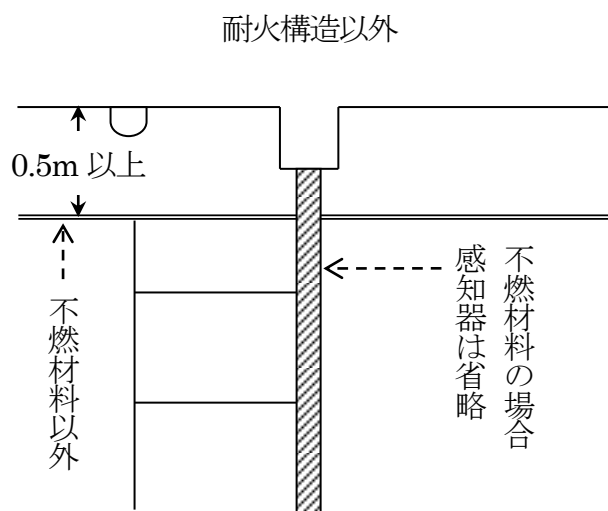 耐火構造以外
0.5m 以上
不燃材料以外
不燃材料の場合
感知器は省略